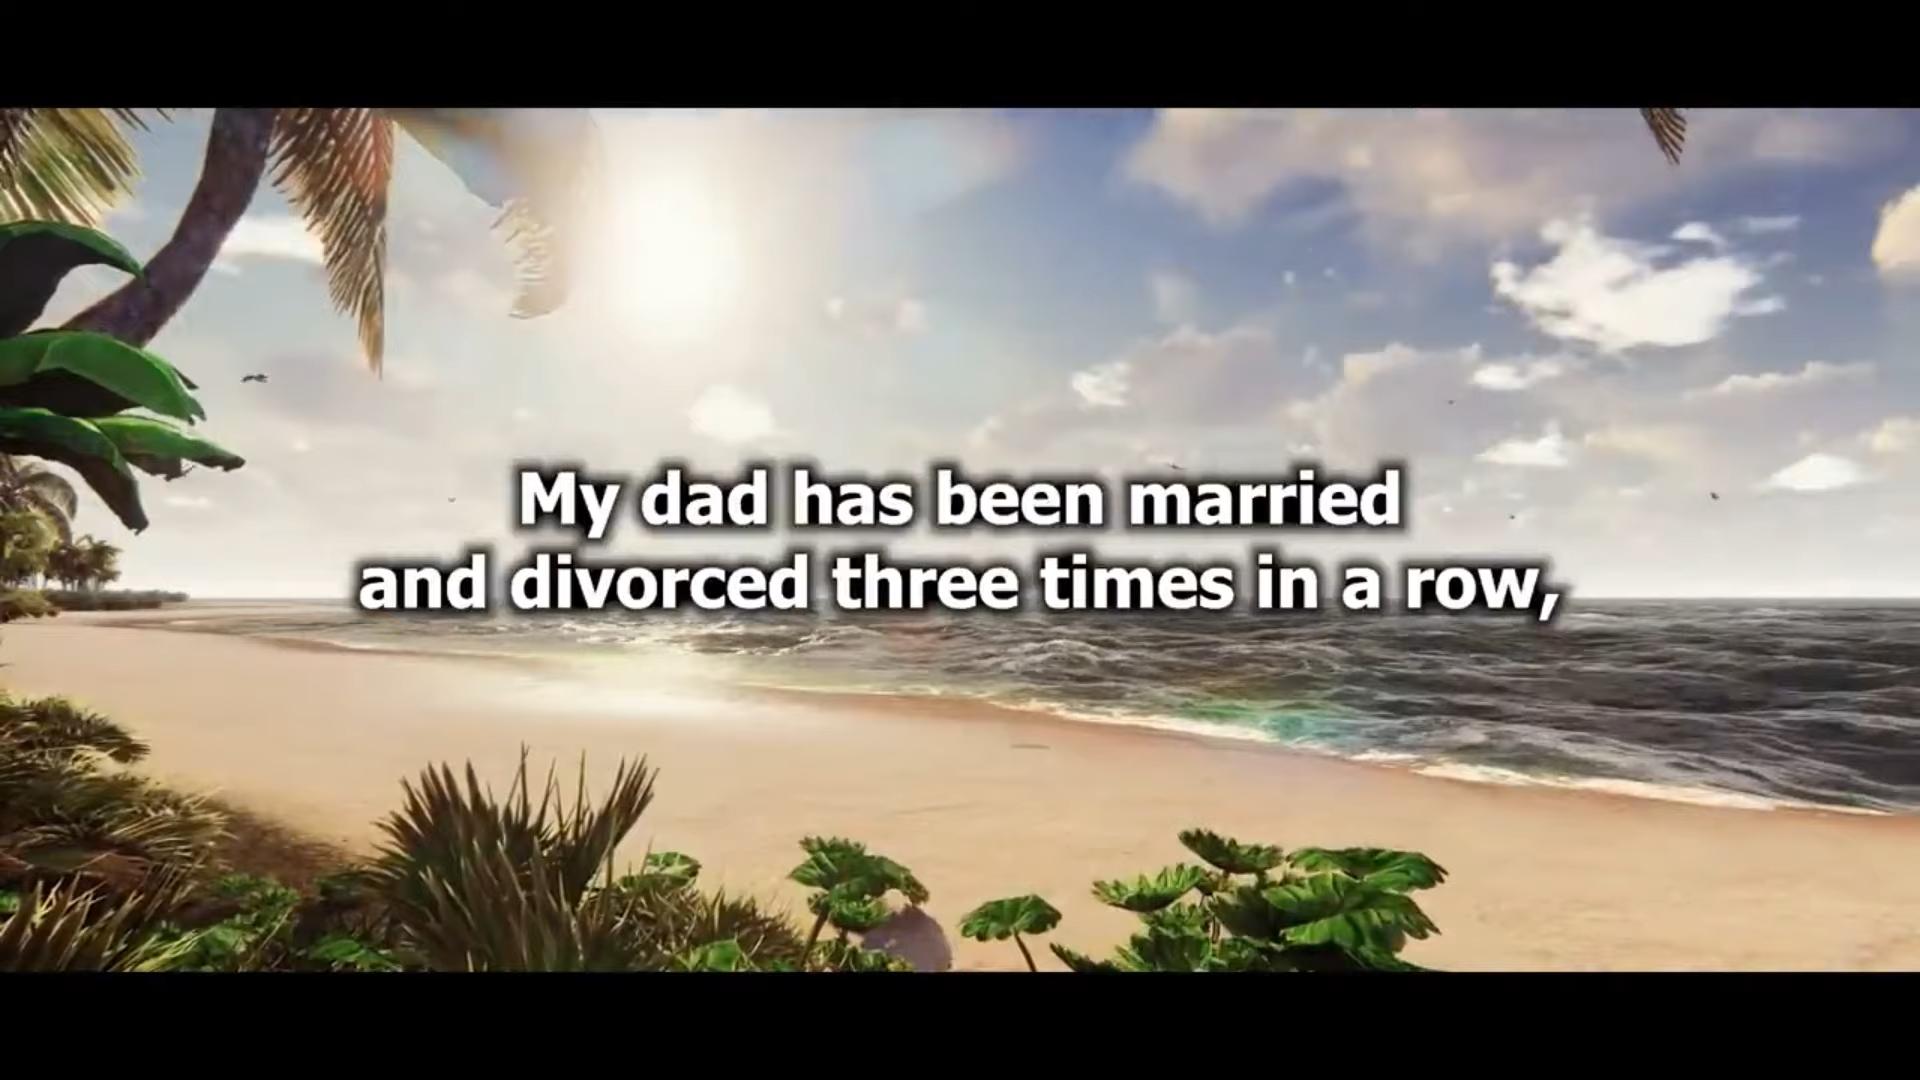 My dad has been married
and divorced three times in a row,